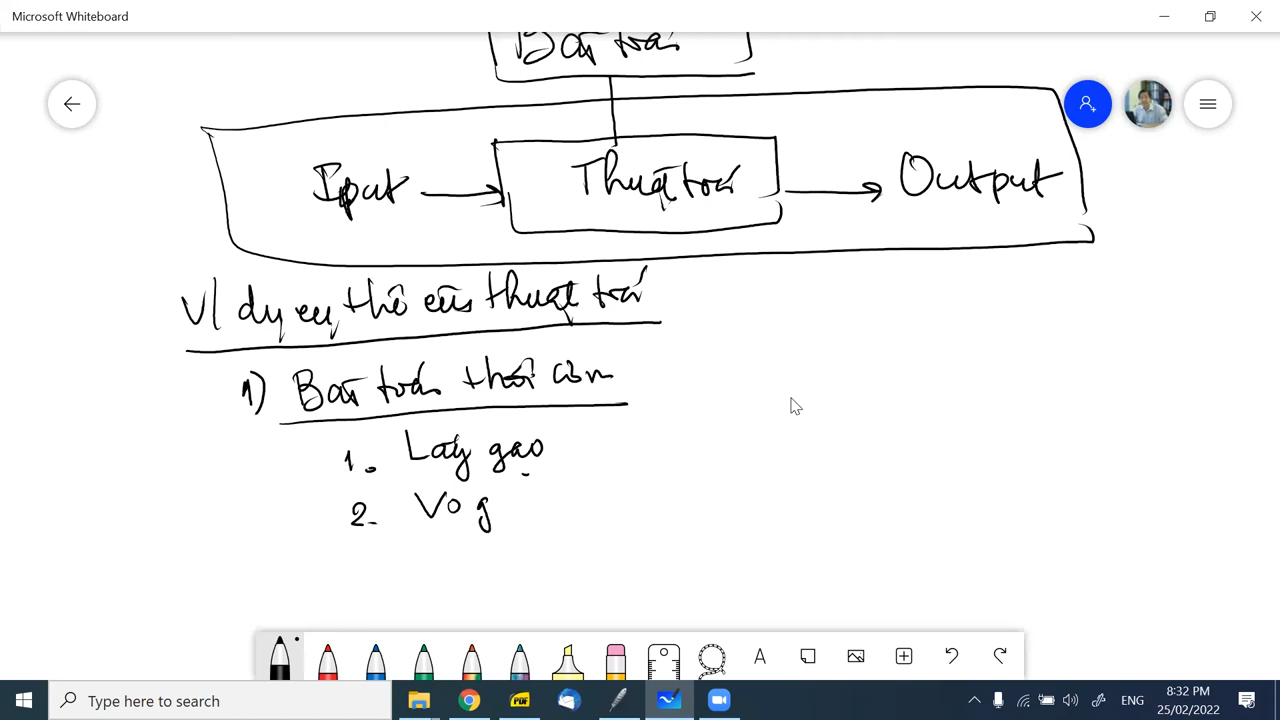 Microsoft Whiteboard
Bài toán
Input → Thuật toán → Output
Ví dụ cụ thể của thuật toán
1) Bài toán thổi cơm
1. Lấy gạo
2. Vo g
Type here to search
ENG
8:32 PM
25/02/2022